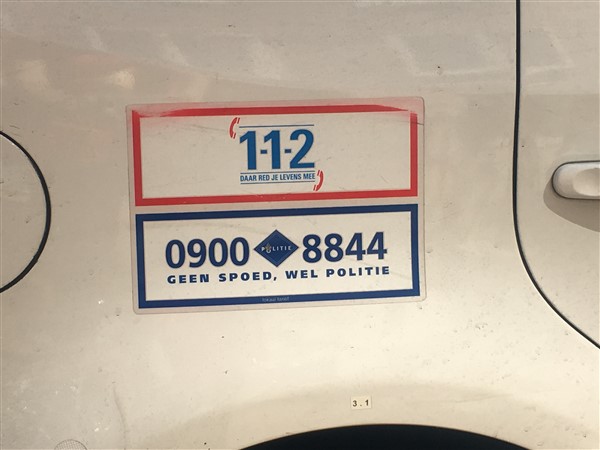 1-1-2
DAAR RED JE LEVENS MEE
0900 POLITIE 8844
GEEN SPOED, WEL POLITIE
3.1